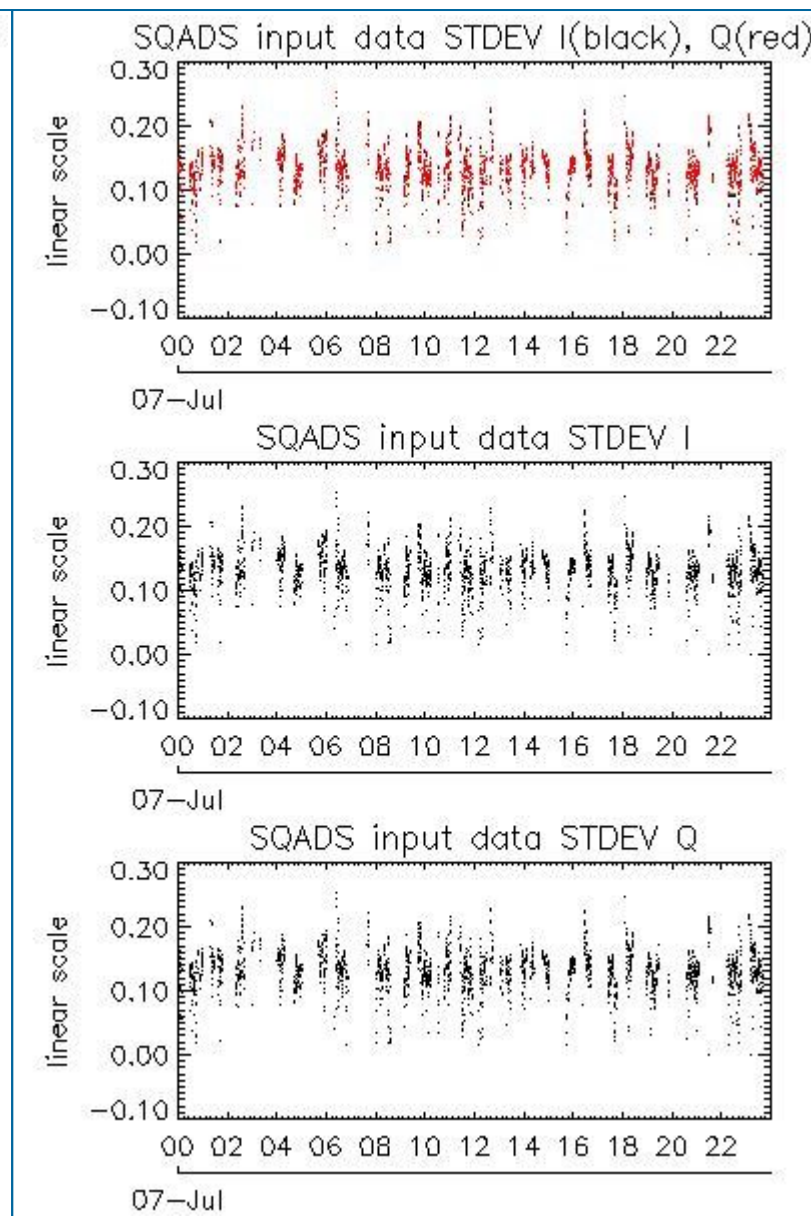 SQADS input data STDEV I(black), Q(red)
0.30
0.20
0.10
0.00
-0.10
linear scale
00 02 04 06 08 10 12 14 16 18 20 22
07-Jul
SQADS input data STDEV I
0.30
0.20
0.10
0.00
-0.10
linear scale
00 02 04 06 08 10 12 14 16 18 20 22
07-Jul
SQADS input data STDEV Q
0.30
0.20
0.10
0.00
-0.10
linear scale
00 02 04 06 08 10 12 14 16 18 20 22
07-Jul